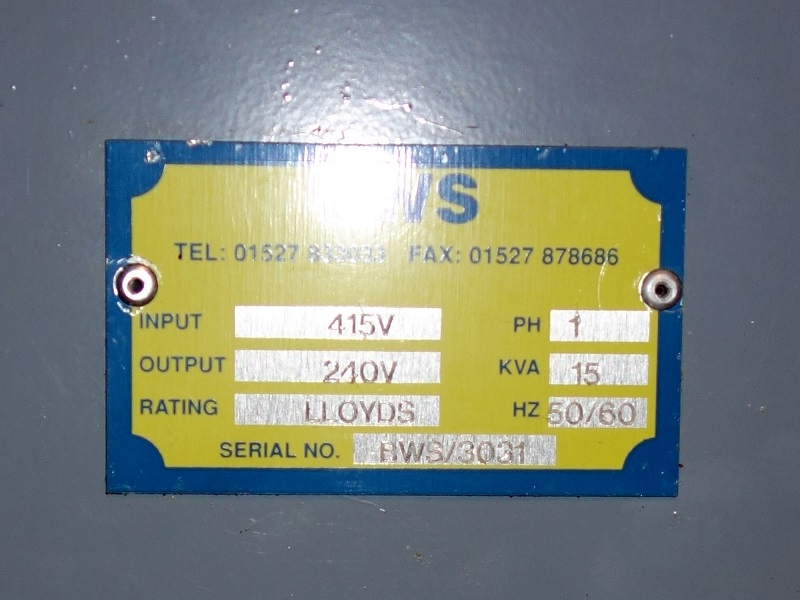 WS
TEL: 01527 FAX: 01527 878686
INPUT 415V PH 1
OUTPUT 240V KVA 15
RATING LLOYDS HZ 50/60
SERIAL NO. RWS/3031